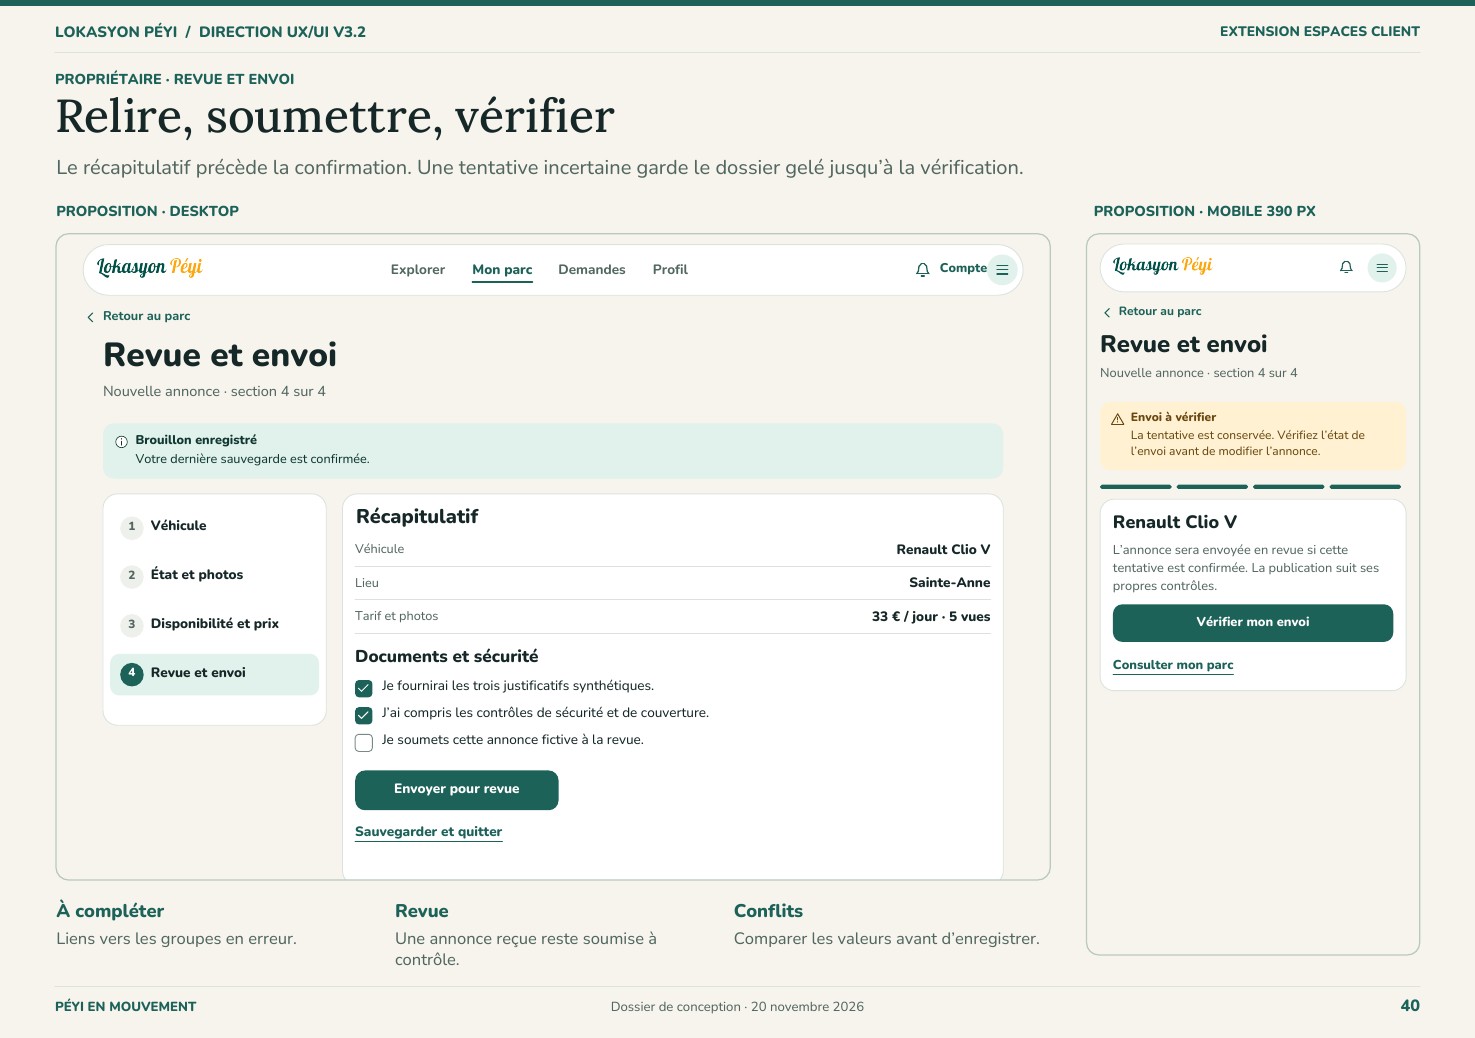 LOKASYON PÉYI / DIRECTION UX/UI V3.2
EXTENSION ESPACES CLIENT
PROPRIÉTAIRE · REVUE ET ENVOI
Relire, soumettre, vérifier
Le récapitulatif précède la confirmation. Une tentative incertaine garde le dossier gelé jusqu’à la vérification.
PROPOSITION · DESKTOP
Lokasyon Péyi
Explorer
Mon parc
Demandes
Profil
Compte
Retour au parc
Revue et envoi
Nouvelle annonce · section 4 sur 4
Brouillon enregistré
Votre dernière sauvegarde est confirmée.
1 Véhicule
2 État et photos
3 Disponibilité et prix
4 Revue et envoi
Récapitulatif
Véhicule Renault Clio V
Lieu Sainte-Anne
Tarif et photos 33 € / jour · 5 vues
Documents et sécurité
Je fournirai les trois justificatifs synthétiques.
J’ai compris les contrôles de sécurité et de couverture.
Je soumets cette annonce fictive à la revue.
Envoyer pour revue
Sauvegarder et quitter
PROPOSITION · MOBILE 390 PX
Lokasyon Péyi
Retour au parc
Revue et envoi
Nouvelle annonce · section 4 sur 4
Envoi à vérifier
La tentative est conservée. Vérifiez l’état de
l’envoi avant de modifier l’annonce.
Renault Clio V
L’annonce sera envoyée en revue si cette
tentative est confirmée. La publication suit ses
propres contrôles.
Vérifier mon envoi
Consulter mon parc
À compléter
Liens vers les groupes en erreur.
Revue
Une annonce reçue reste soumise à
contrôle.
Conflits
Comparer les valeurs avant d’enregistrer.
PÉYI EN MOUVEMENT
Dossier de conception · 20 novembre 2026
40